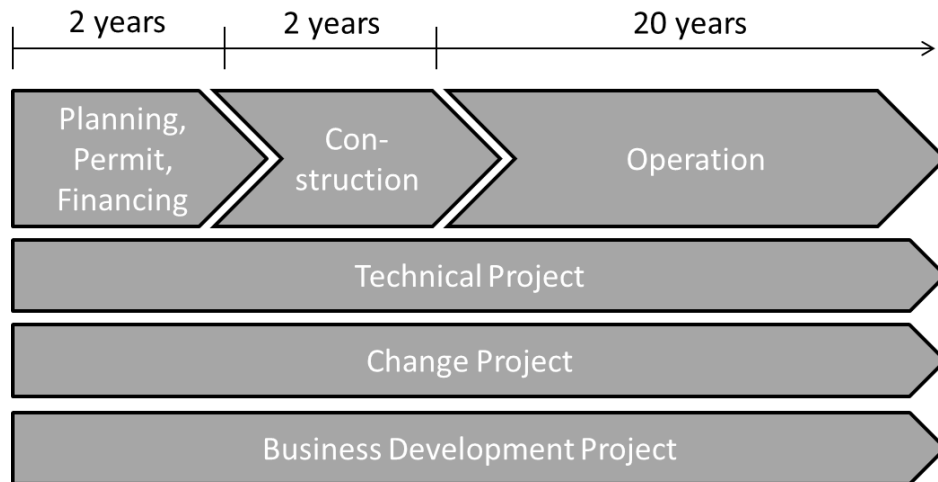 2 years
2 years
20 years
Planning,
Permit,
Financing
Con-
struction
Operation
Technical Project
Change Project
Business Development Project